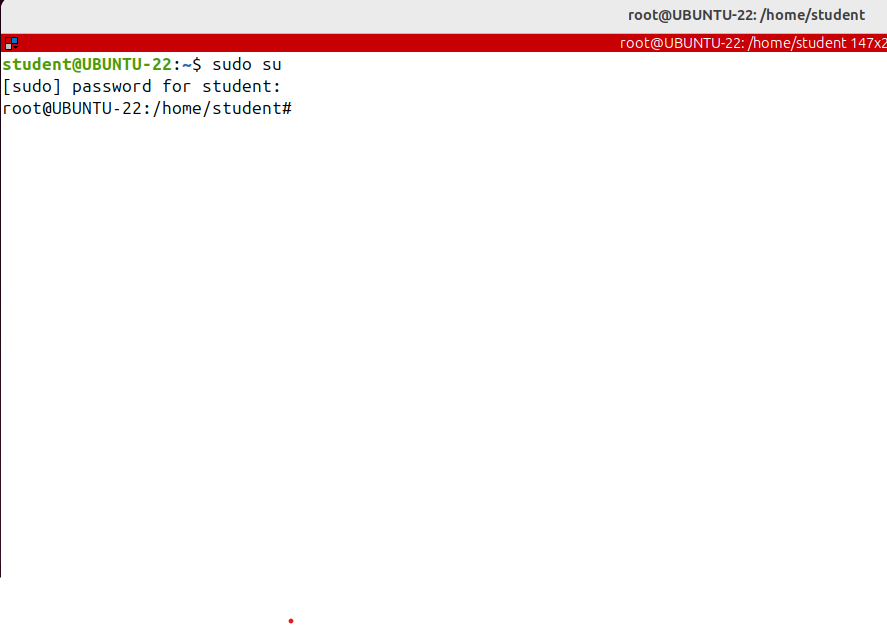 root@UBUNTU-22: /home/student
root@UBUNTU-22: /home/student 147x2
student@UBUNTU-22:~$ sudo su
[sudo] password for student:
root@UBUNTU-22:/home/student#